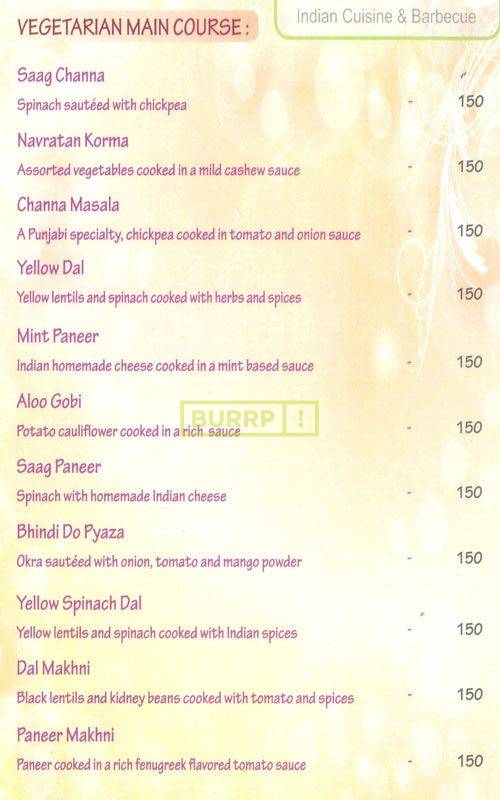 Indian Cuisine & Barbecue
VEGETARIAN MAIN COURSE :
Saag Channa
Spinach sautéed with chickpea - 150
Navratan Korma
Assorted vegetables cooked in a mild cashew sauce - 150
Channa Masala
A Punjabi specialty, chickpea cooked in tomato and onion sauce - 150
Yellow Dal
Yellow lentils and spinach cooked with herbs and spices - 150
Mint Paneer
Indian homemade cheese cooked in a mint based sauce - 150
Aloo Gobi
BURRP!
Potato cauliflower cooked in a rich sauce - 150
Saag Paneer
Spinach with homemade Indian cheese - 150
Bhindi Do Pyaza
Okra sautéed with onion, tomato and mango powder - 150
Yellow Spinach Dal
Yellow lentils and spinach cooked with Indian spices - 150
Dal Makhni
Black lentils and kidney beans cooked with tomato and spices - 150
Paneer Makhni
Paneer cooked in a rich fenugreek flavored tomato sauce - 150